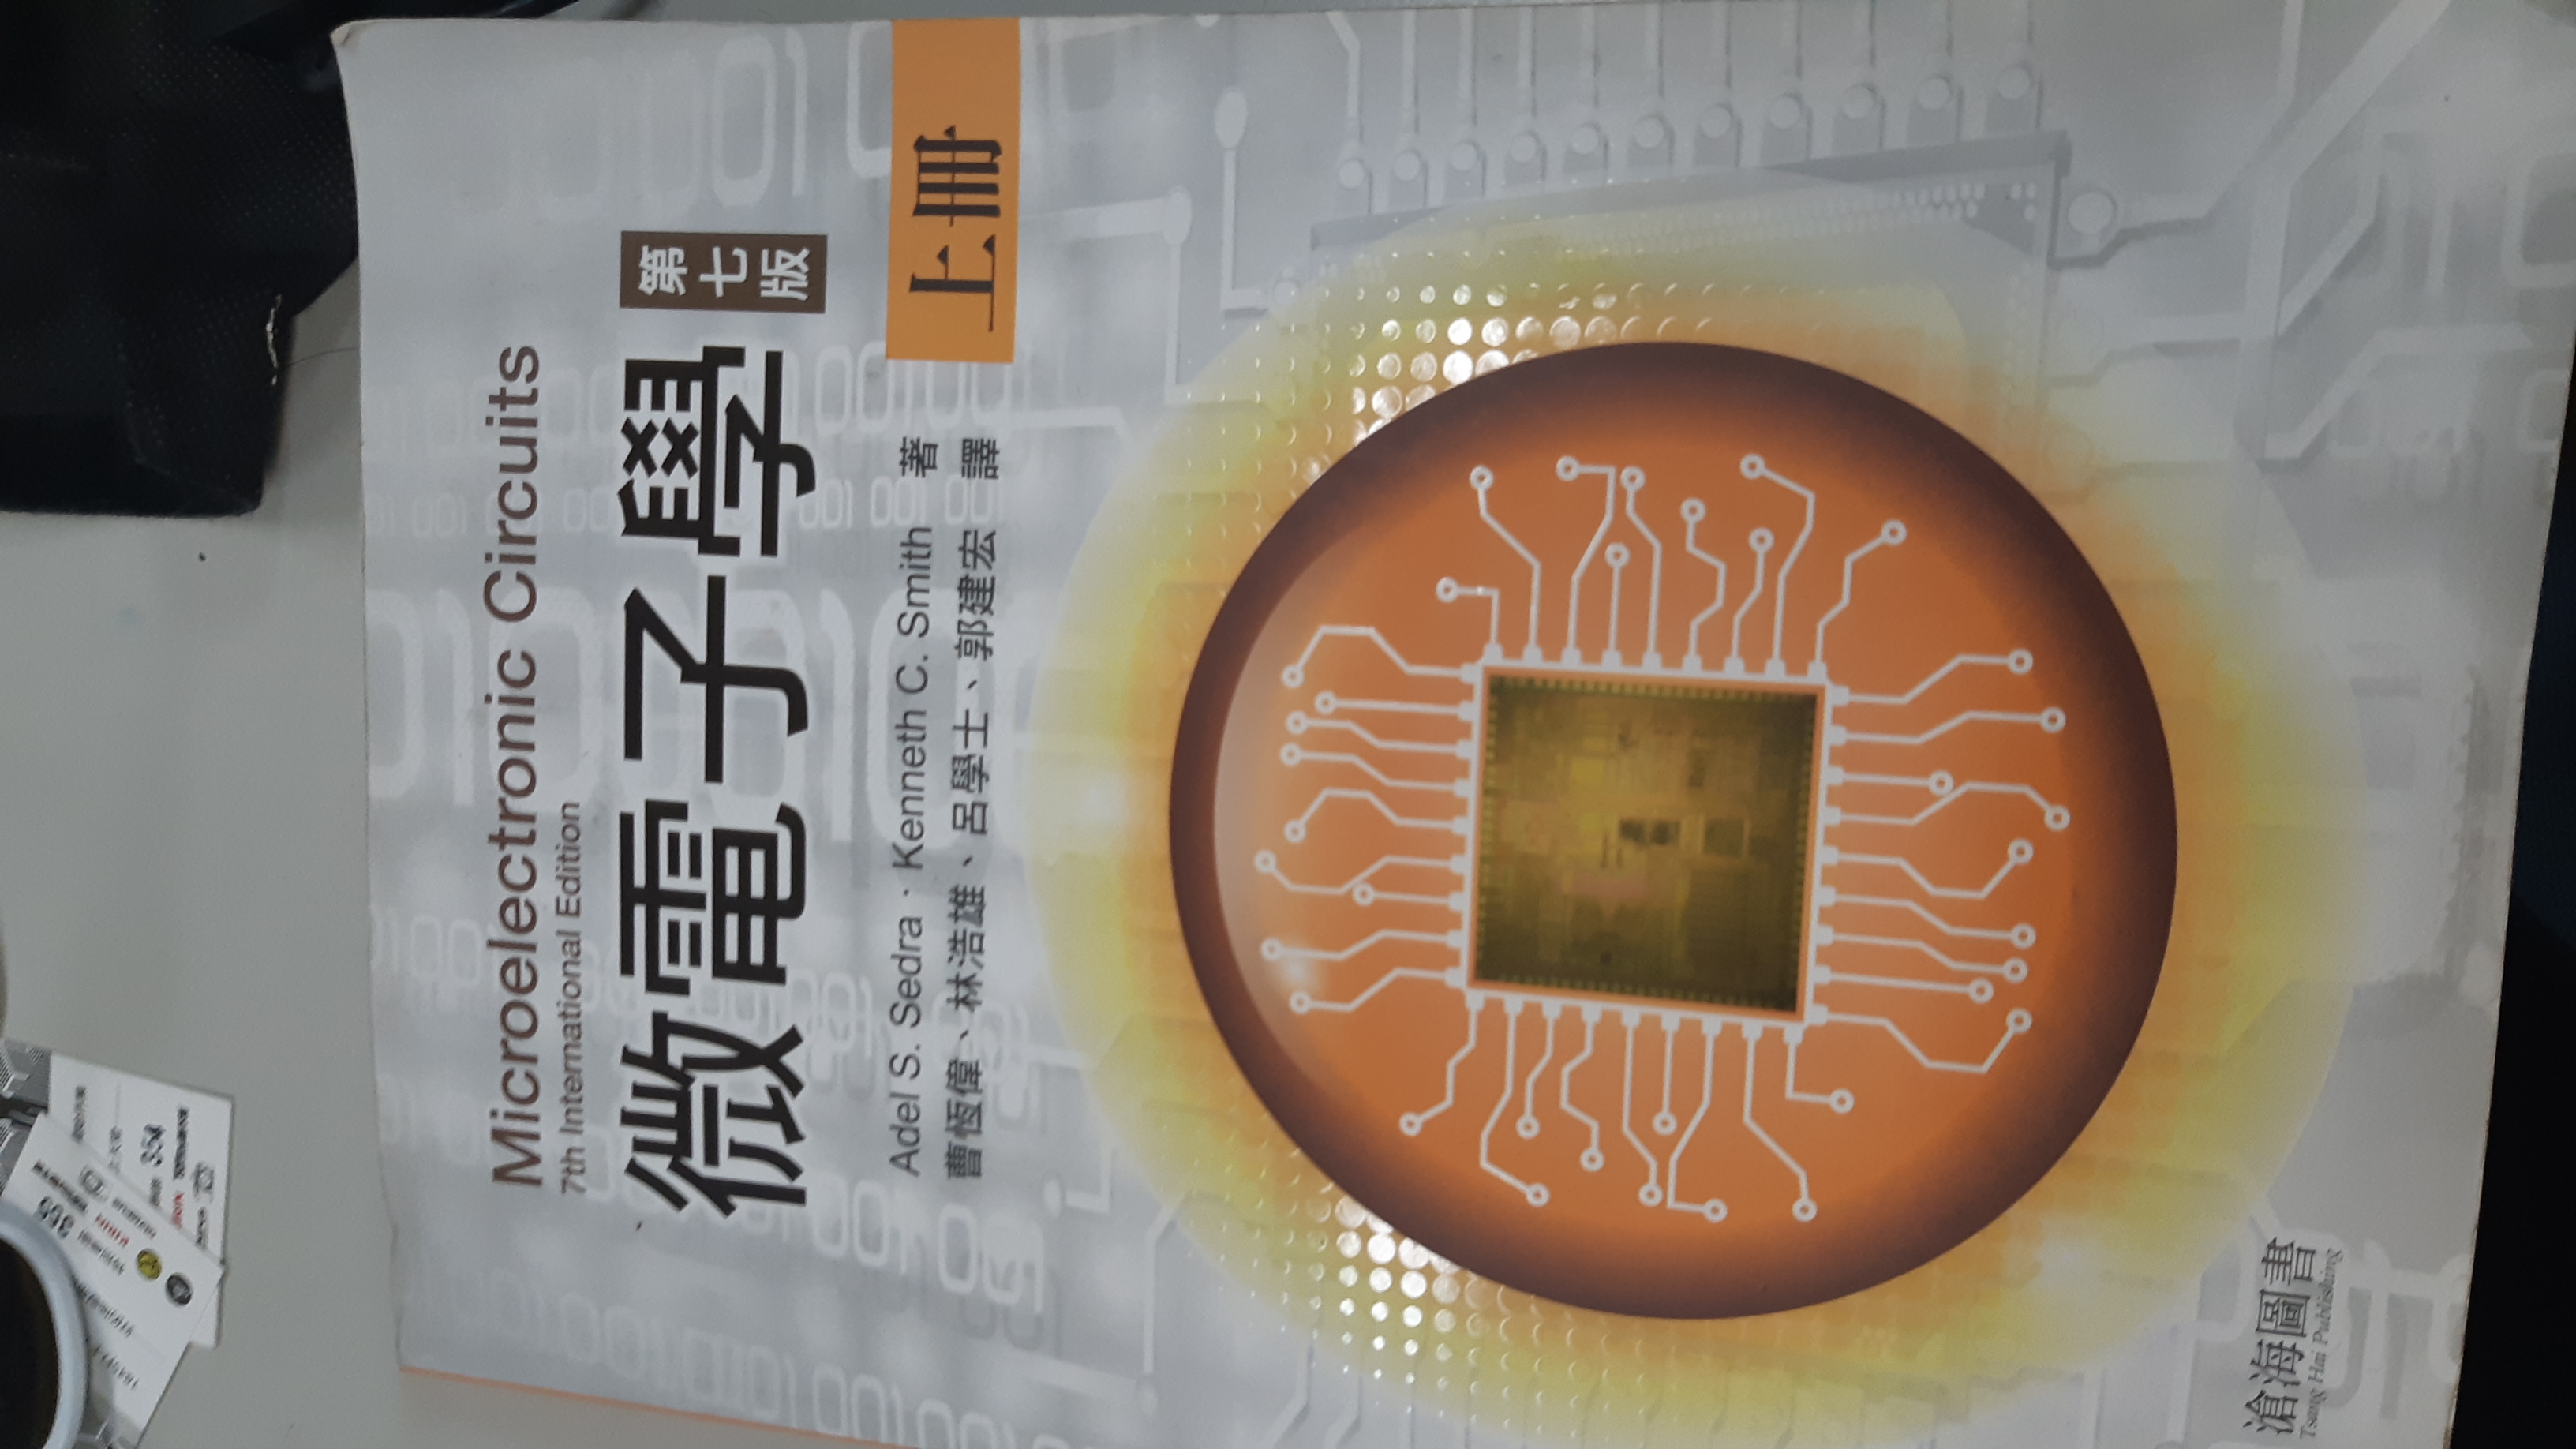 355
354
Microelectronic Circuits
7th International Edition
微電子學
第七版
Adel S. Sedra · Kenneth C. Smith 著
曹恆偉、林浩雄、呂學士、郭建宏 譯
上冊
滄海圖書
Tsang Hai Publishing